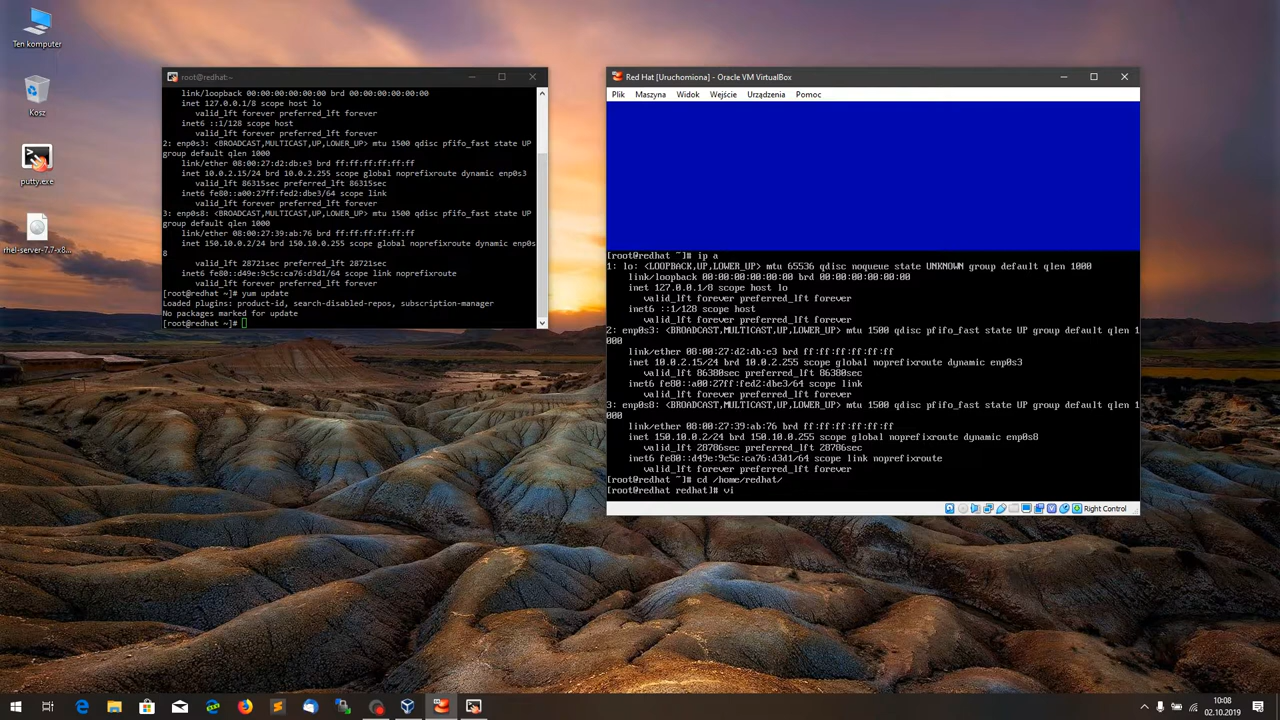 Ten komputer
Kosz
putty.exe
rhel-server-7.7-x8...
root@redhat:~
link/loopback 00:00:00:00:00:00 brd 00:00:00:00:00:00
inet 127.0.0.1/8 scope host lo
valid_lft forever preferred_lft forever
inet6 ::1/128 scope host
valid_lft forever preferred_lft forever
2: enp0s3: <BROADCAST,MULTICAST,UP,LOWER_UP> mtu 1500 qdisc pfifo_fast state UP
group default qlen 1000
link/ether 08:00:27:d2:db:e3 brd ff:ff:ff:ff:ff:ff
inet 10.0.2.15/24 brd 10.0.2.255 scope global noprefixroute dynamic enp0s3
valid_lft 86315sec preferred_lft 86315sec
inet6 fe80::a00:27ff:fed2:dbe3/64 scope link
valid_lft forever preferred_lft forever
3: enp0s8: <BROADCAST,MULTICAST,UP,LOWER_UP> mtu 1500 qdisc pfifo_fast state UP
group default qlen 1000
link/ether 08:00:27:39:ab:76 brd ff:ff:ff:ff:ff:ff
inet 150.10.0.2/24 brd 150.10.0.255 scope global noprefixroute dynamic enp0s
8
valid_lft 28721sec preferred_lft 28721sec
inet6 fe80::d49e:9c5c:ca76:d3d1/64 scope link noprefixroute
valid_lft forever preferred_lft forever
[root@redhat ~]# yum update
Loaded plugins: product-id, search-disabled-repos, subscription-manager
No packages marked for update
[root@redhat ~]#
Red Hat [Uruchomiona] - Oracle VM VirtualBox
Plik Maszyna Widok Wejście Urządzenia Pomoc
[root@redhat ~]# ip a
1: lo: <LOOPBACK,UP,LOWER_UP> mtu 65536 qdisc noqueue state UNKNOWN group default qlen 1000
link/loopback 00:00:00:00:00:00 brd 00:00:00:00:00:00
inet 127.0.0.1/8 scope host lo
valid_lft forever preferred_lft forever
inet6 ::1/128 scope host
valid_lft forever preferred_lft forever
2: enp0s3: <BROADCAST,MULTICAST,UP,LOWER_UP> mtu 1500 qdisc pfifo_fast state UP group default qlen 1
000
link/ether 08:00:27:d2:db:e3 brd ff:ff:ff:ff:ff:ff
inet 10.0.2.15/24 brd 10.0.2.255 scope global noprefixroute dynamic enp0s3
valid_lft 86380sec preferred_lft 86380sec
inet6 fe80::a00:27ff:fed2:dbe3/64 scope link
valid_lft forever preferred_lft forever
3: enp0s8: <BROADCAST,MULTICAST,UP,LOWER_UP> mtu 1500 qdisc pfifo_fast state UP group default qlen 1
000
link/ether 08:00:27:39:ab:76 brd ff:ff:ff:ff:ff:ff
inet 150.10.0.2/24 brd 150.10.0.255 scope global noprefixroute dynamic enp0s8
valid_lft 28786sec preferred_lft 28786sec
inet6 fe80::d49e:9c5c:ca76:d3d1/64 scope link noprefixroute
valid_lft forever preferred_lft forever
[root@redhat ~]# cd /home/redhat/
[root@redhat redhat]# vi
Right Control
10:08
02.10.2019